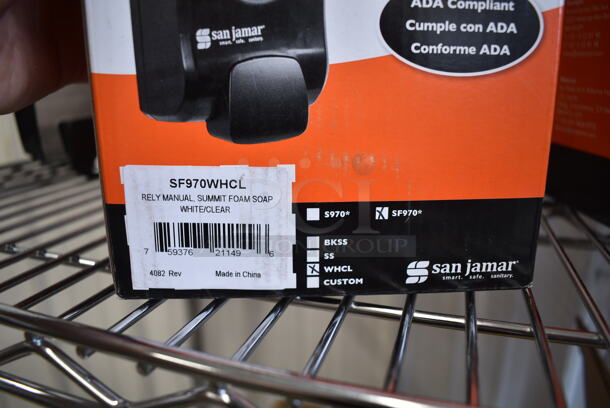 ADA Compliant
Cumple con ADA
Conforme ADA
san jamar®
smart. safe. sanitary.
SF970WHCL
RELY MANUAL, SUMMIT FOAM SOAP
WHITE/CLEAR
7 59376 21149 6
4082 Rev
Made in China
S970*
SF970*
BKSS
SS
WHCL
CUSTOM
san jamar®
smart. safe. sanitary.